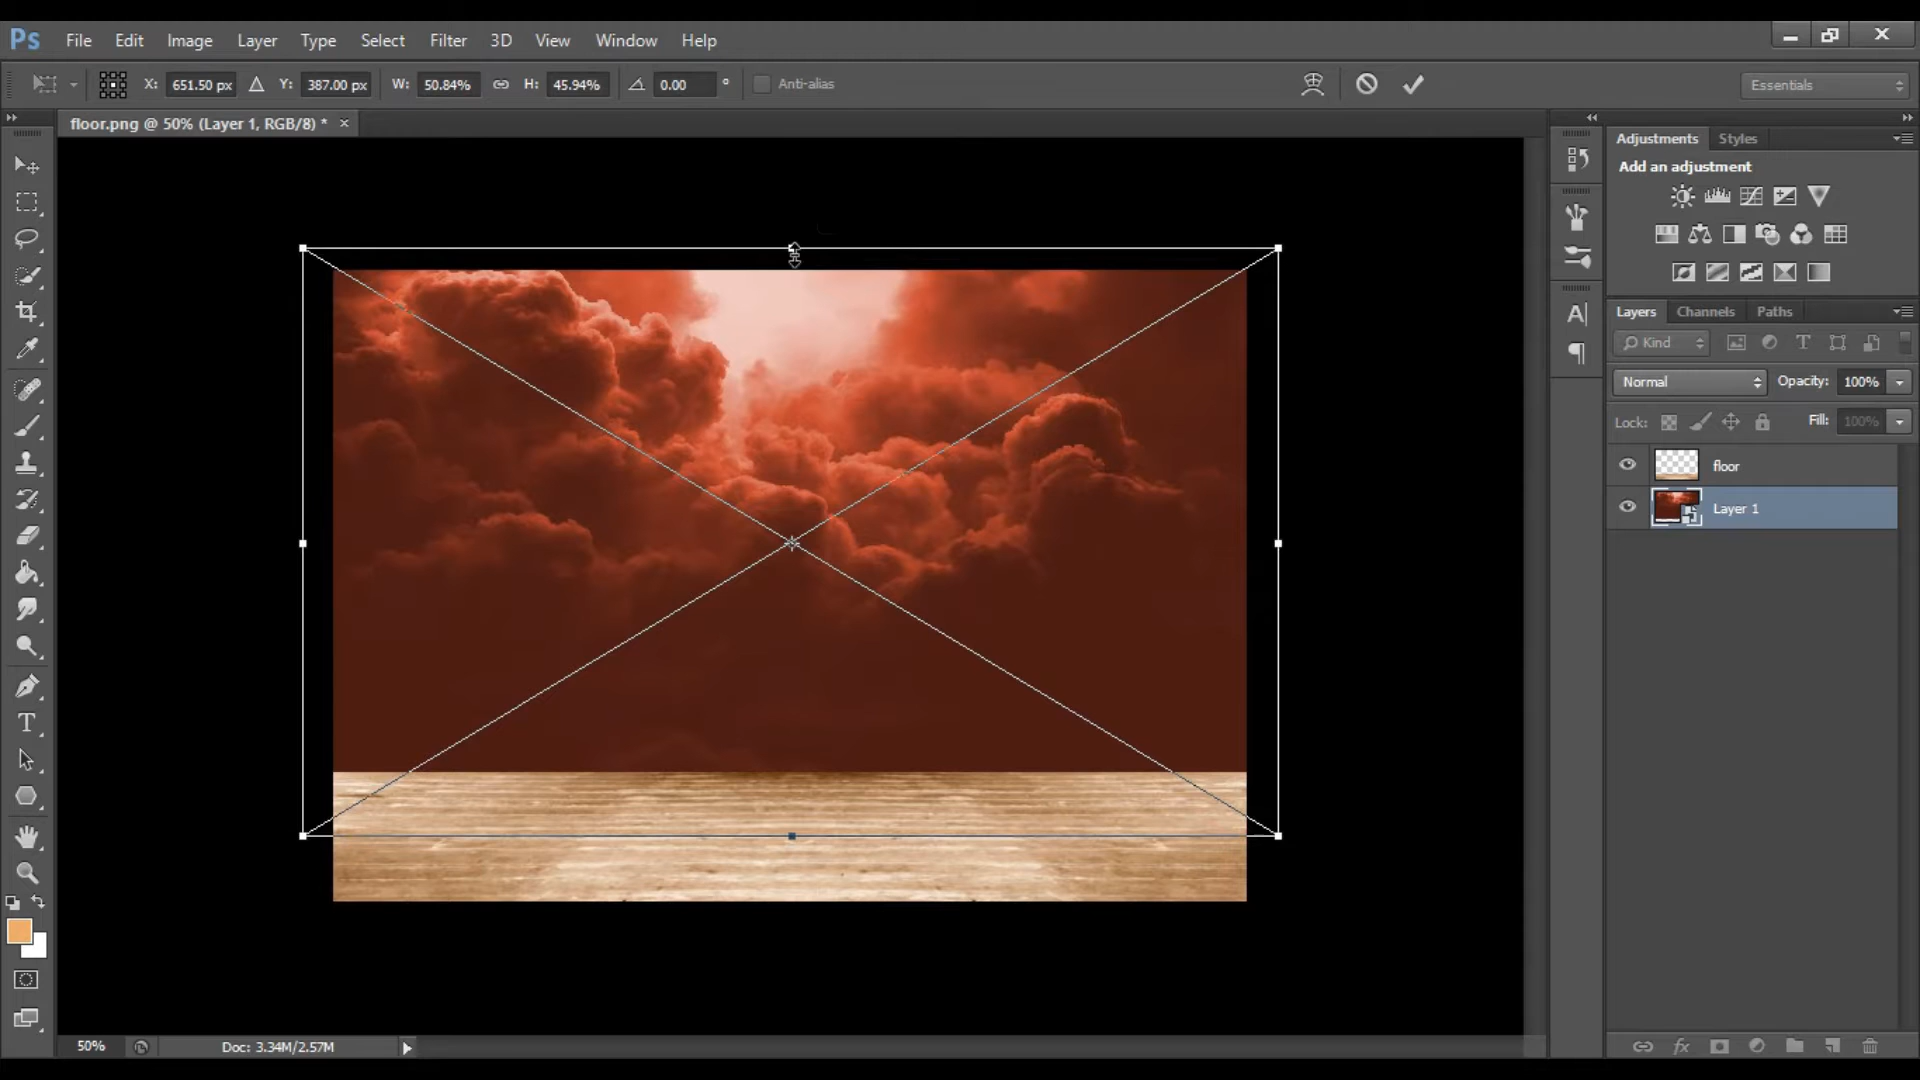 Ps File Edit Image Layer Type Select Filter 3D View Window Help
X: 651.50 px Y: 387.00 px W: 50.84% H: 45.94% 0.00 ° Anti-alias Essentials
floor.png @ 50% (Layer 1, RGB/8) * ×
Adjustments Styles
Add an adjustment
Layers Channels Paths
Kind
Normal Opacity: 100%
Lock: Fill: 100%
floor
Layer 1
50% Doc: 3.34M/2.57M